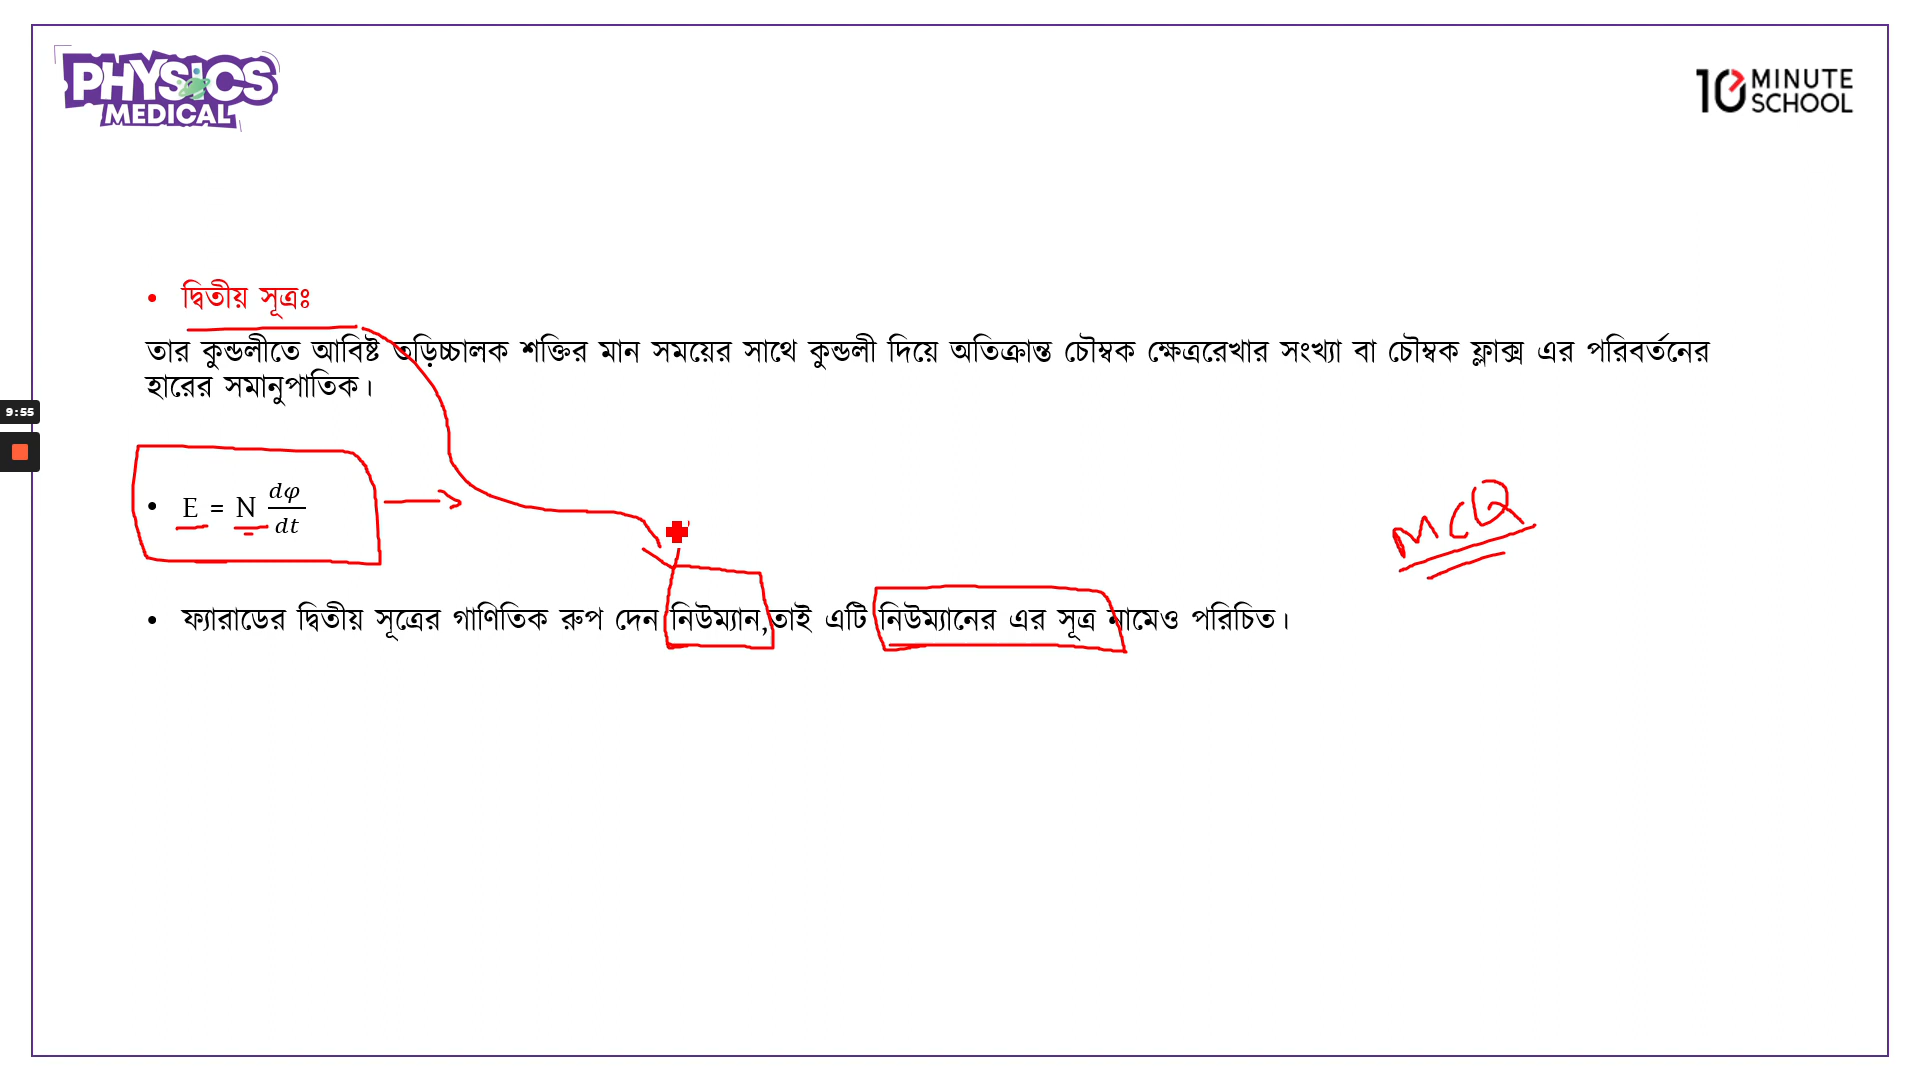 PHYSICS
MEDICAL
10 MINUTE
SCHOOL
• দ্বিতীয় সূত্রঃ
তার কুন্ডলীতে আবিষ্ট তড়িচ্চালক শক্তির মান সময়ের সাথে কুন্ডলী দিয়ে অতিক্রান্ত চৌম্বক ক্ষেত্ররেখার সংখ্যা বা চৌম্বক ফ্লাক্স এর পরিবর্তনের
হারের সমানুপাতিক।
9:55
• E = N dφ/dt
MCQ
• ফ্যারাডের দ্বিতীয় সূত্রের গাণিতিক রুপ দেন নিউম্যান,তাই এটি নিউম্যানের এর সূত্র নামেও পরিচিত।